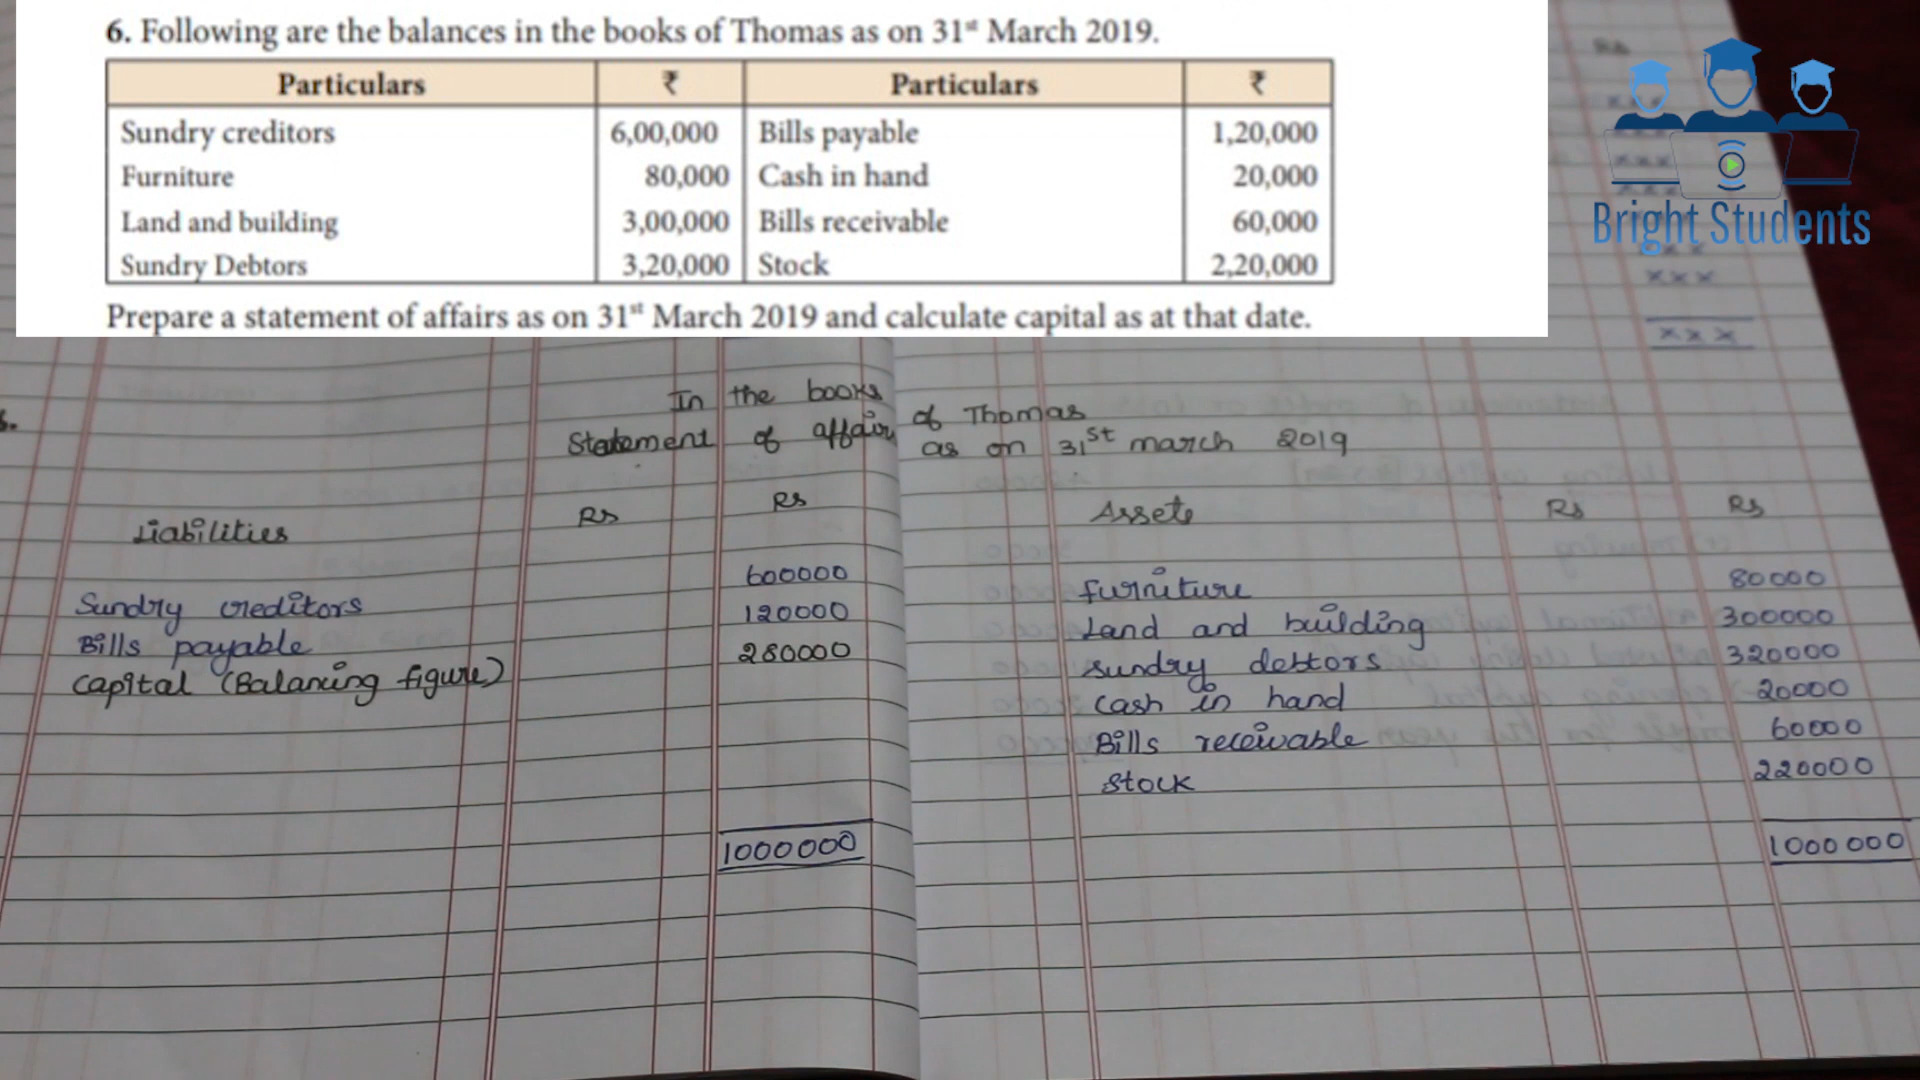 6. Following are the balances in the books of Thomas as on 31st March 2019.
Particulars ₹ Particulars ₹
Sundry creditors 6,00,000 Bills payable 1,20,000
Furniture 80,000 Cash in hand 20,000
Land and building 3,00,000 Bills receivable 60,000
Sundry Debtors 3,20,000 Stock 2,20,000
Prepare a statement of affairs as on 31st March 2019 and calculate capital as at that date.
Bright Students
Rs
xxx
xxx
xxx
In the books of Thomas
Statement of affair as on 31st march 2019
Liabilities Rs Rs Assets Rs Rs
Sundry creditors 600000 furniture 80000
Bills payable 120000 Land and building 300000
capital (Balancing figure) 280000 sundry debtors 320000
cash in hand 20000
Bills receivable 60000
stock 220000
1000000 1000000